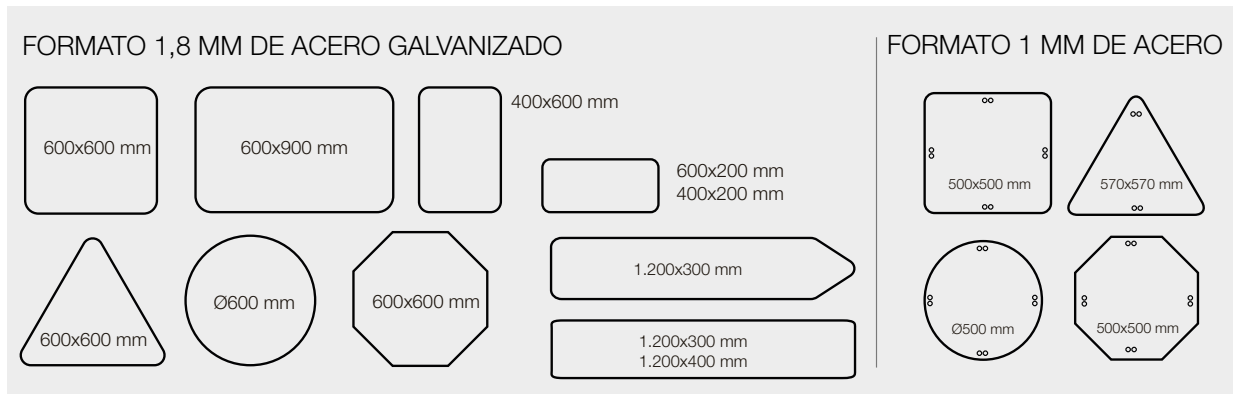 FORMATO 1,8 MM DE ACERO GALVANIZADO
600x600 mm
600x900 mm
400x600 mm
600x200 mm
400x200 mm
600x600 mm
Ø600 mm
600x600 mm
1.200x300 mm
1.200x300 mm
1.200x400 mm
FORMATO 1 MM DE ACERO
500x500 mm
570x570 mm
Ø500 mm
500x500 mm